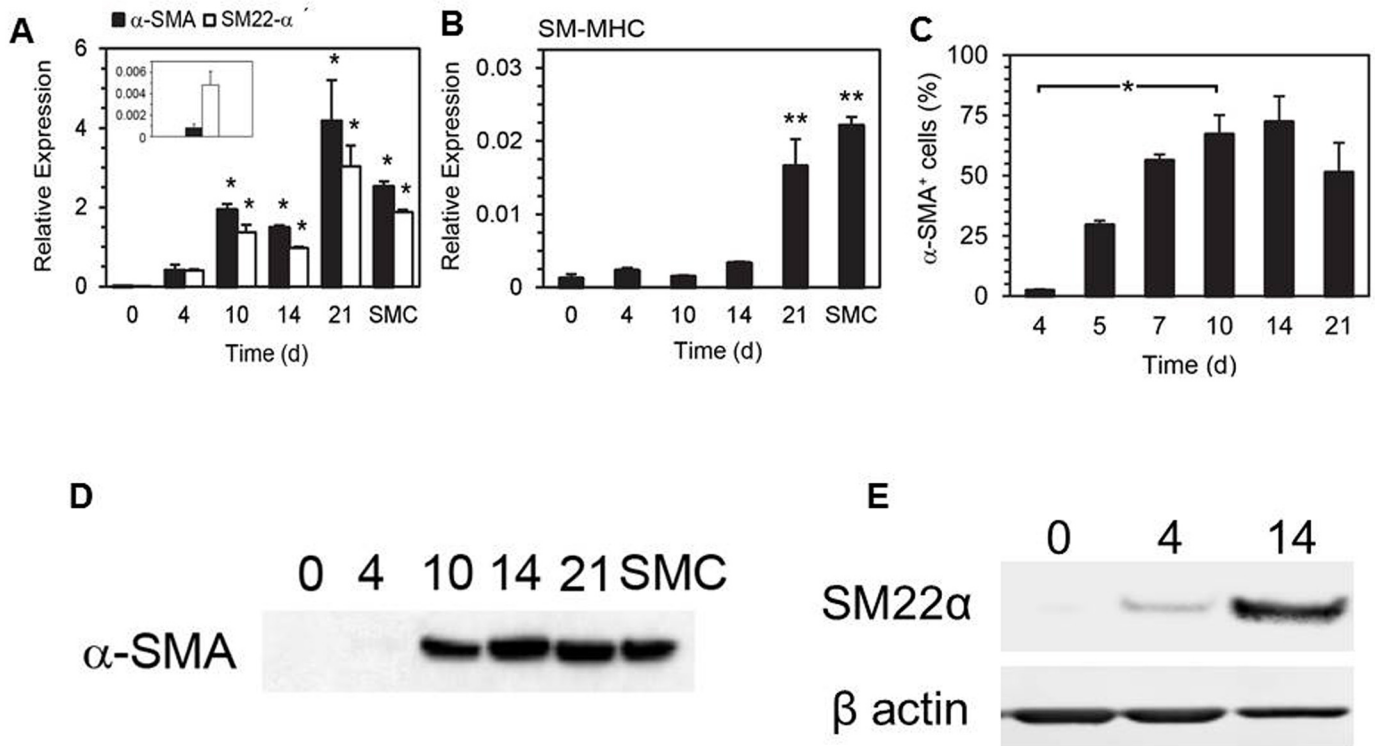 A
α-SMA SM22-α
Relative Expression
6
4
2
0
0.006
0.004
0.002
0
* * * * * * * *
0 4 10 14 21 SMC
Time (d)
B
SM-MHC
Relative Expression
0.03
0.02
0.01
0
** **
0 4 10 14 21 SMC
Time (d)
C
α-SMA+ cells (%)
100
75
50
25
0
*
4 5 7 10 14 21
Time (d)
D
0 4 10 14 21 SMC
α-SMA
E
0 4 14
SM22α
β actin